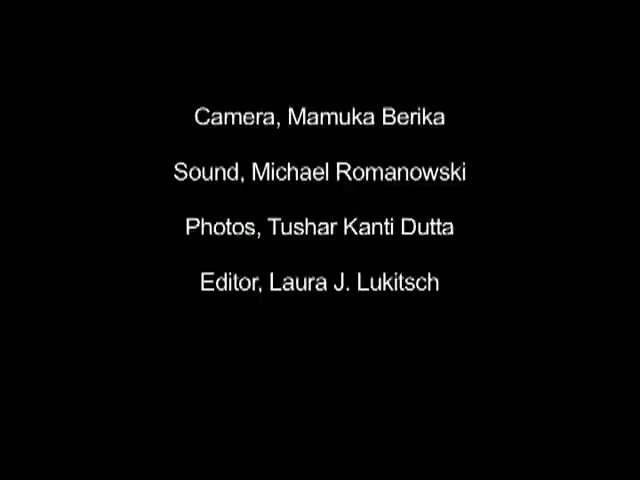 Camera, Mamuka Berika
Sound, Michael Romanowski
Photos, Tushar Kanti Dutta
Editor, Laura J. Lukitsch